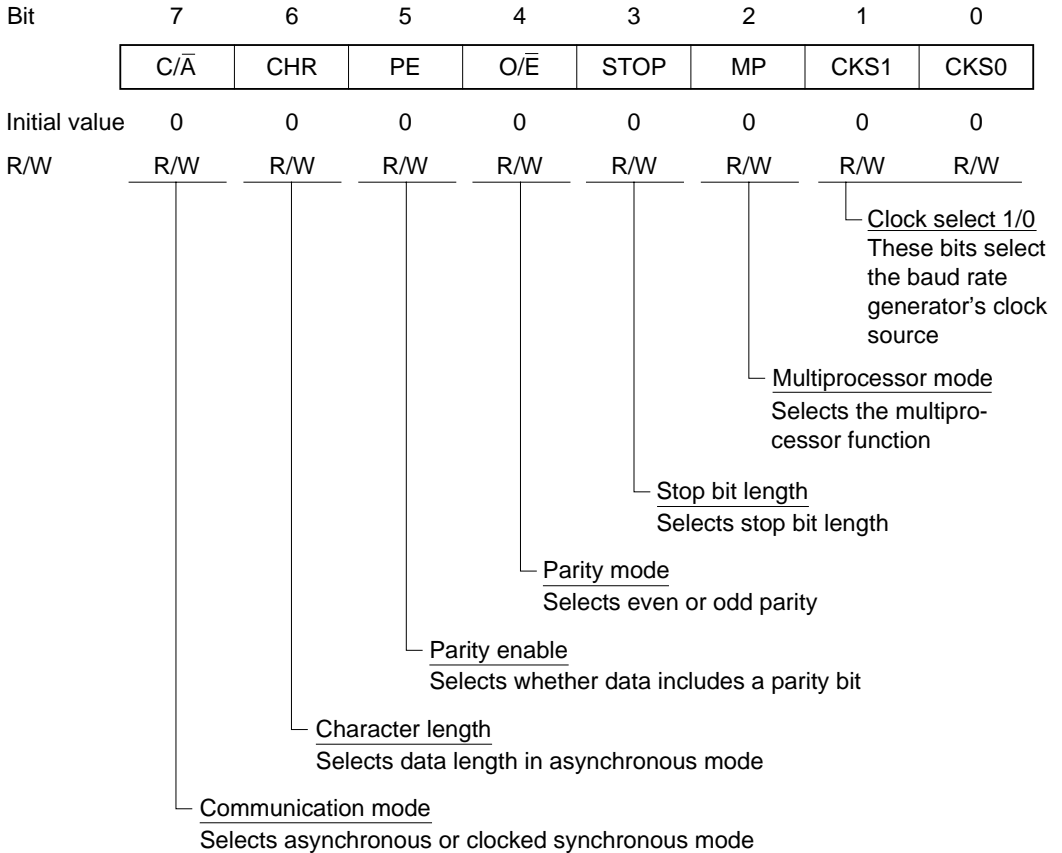 Bit 7 6 5 4 3 2 1 0
C/A̅ CHR PE O/E̅ STOP MP CKS1 CKS0
Initial value 0 0 0 0 0 0 0 0
R/W R/W R/W R/W R/W R/W R/W R/W R/W
Clock select 1/0
These bits select
the baud rate
generator’s clock
source
Multiprocessor mode
Selects the multipro-
cessor function
Stop bit length
Selects stop bit length
Parity mode
Selects even or odd parity
Parity enable
Selects whether data includes a parity bit
Character length
Selects data length in asynchronous mode
Communication mode
Selects asynchronous or clocked synchronous mode